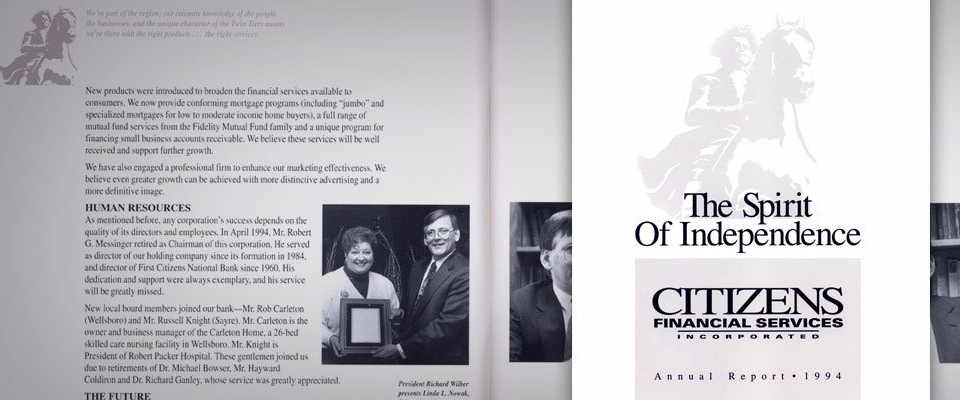 We're part of the region; our intimate knowledge of the people,
the businesses, and the unique character of the Twin Tiers means
we're there with the right products . . . the right services.
New products were introduced to broaden the financial services available to
consumers. We now provide conforming mortgage programs (including "jumbo" and
specialized mortgages for low to moderate income home buyers), a full range of
mutual fund services from the Fidelity Mutual Fund family and a unique program for
financing small business accounts receivable. We believe these services will be well
received and support further growth.
We have also engaged a professional firm to enhance our marketing effectiveness. We
believe even greater growth can be achieved with more distinctive advertising and a
more definitive image.
HUMAN RESOURCES
As mentioned before, any corporation's success depends on the
quality of its directors and employees. In April 1994, Mr. Robert
G. Messinger retired as Chairman of this corporation. He served
as director of our holding company since its formation in 1984,
and director of First Citizens National Bank since 1960. His
dedication and support were always exemplary, and his service
will be greatly missed.
New local board members joined our bank—Mr. Rob Carleton
(Wellsboro) and Mr. Russell Knight (Sayre). Mr. Carleton is the
owner and business manager of the Carleton Home, a 26-bed
skilled care nursing facility in Wellsboro. Mr. Knight is
President of Robert Packer Hospital. These gentlemen joined us
due to retirements of Dr. Michael Bowser, Mr. Hayward
Coldiron and Dr. Richard Ganley, whose service was greatly appreciated.
THE FUTURE
President Richard Wilber
presents Linda L. Nowak,
The Spirit
Of Independence
CITIZENS
FINANCIAL SERVICES
INCORPORATED
Annual Report • 1994